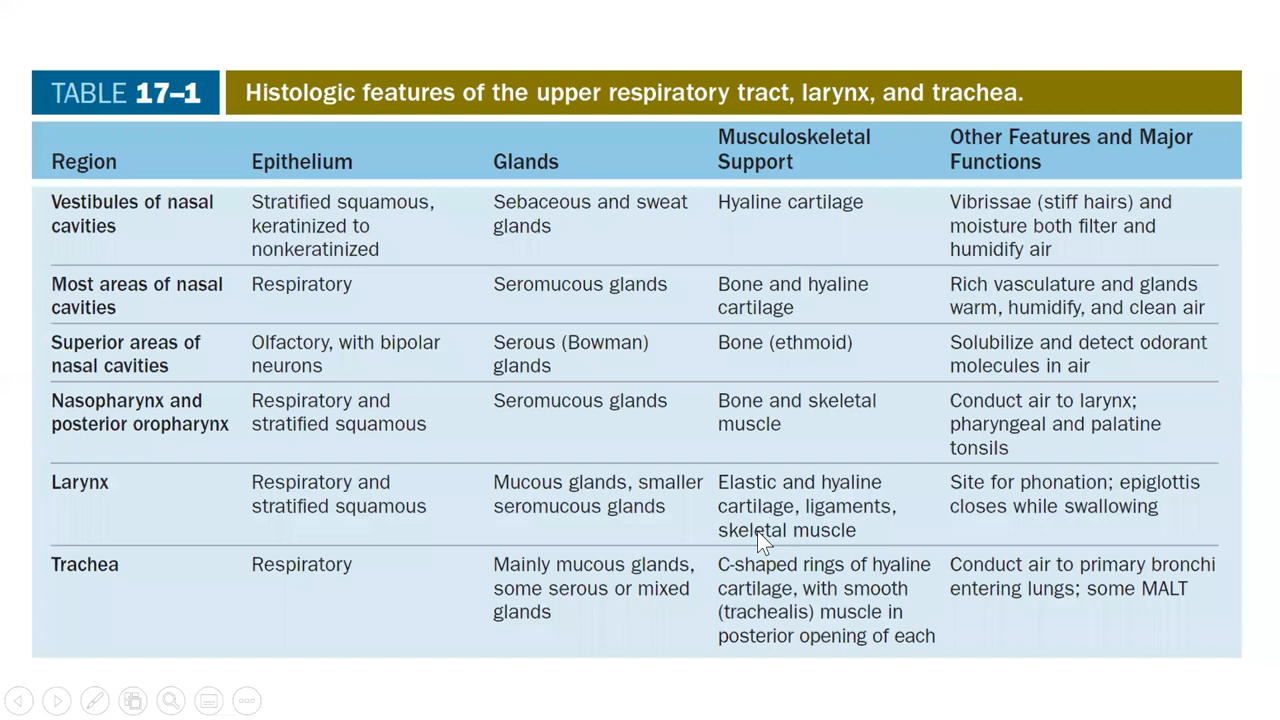 TABLE 17–1
Histologic features of the upper respiratory tract, larynx, and trachea.
Region
Epithelium
Glands
Musculoskeletal
Support
Other Features and Major
Functions
Vestibules of nasal
cavities
Stratified squamous,
keratinized to
nonkeratinized
Sebaceous and sweat
glands
Hyaline cartilage
Vibrissae (stiff hairs) and
moisture both filter and
humidify air
Most areas of nasal
cavities
Respiratory
Seromucous glands
Bone and hyaline
cartilage
Rich vasculature and glands
warm, humidify, and clean air
Superior areas of
nasal cavities
Olfactory, with bipolar
neurons
Serous (Bowman)
glands
Bone (ethmoid)
Solubilize and detect odorant
molecules in air
Nasopharynx and
posterior oropharynx
Respiratory and
stratified squamous
Seromucous glands
Bone and skeletal
muscle
Conduct air to larynx;
pharyngeal and palatine
tonsils
Larynx
Respiratory and
stratified squamous
Mucous glands, smaller
seromucous glands
Elastic and hyaline
cartilage, ligaments,
skeletal muscle
Site for phonation; epiglottis
closes while swallowing
Trachea
Respiratory
Mainly mucous glands,
some serous or mixed
glands
C-shaped rings of hyaline
cartilage, with smooth
(trachealis) muscle in
posterior opening of each
Conduct air to primary bronchi
entering lungs; some MALT